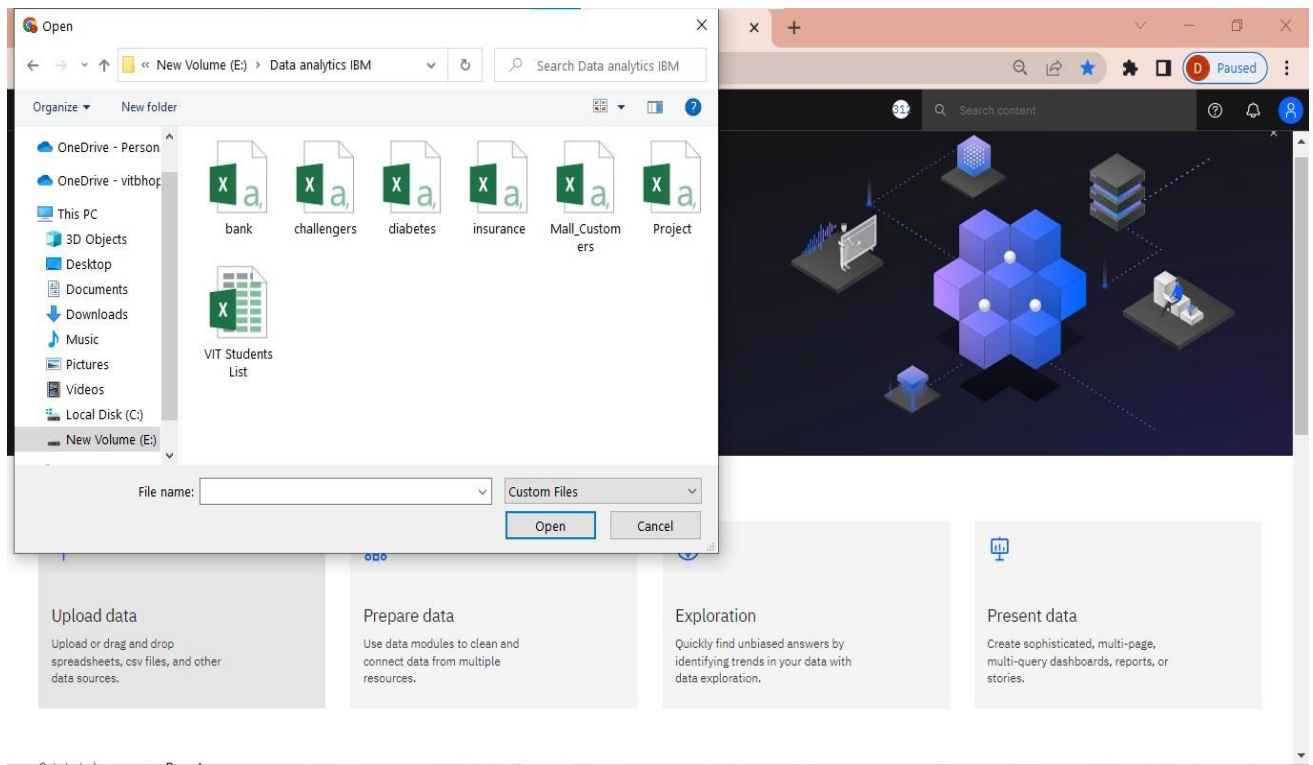 Open
« New Volume (E:) › Data analytics IBM
Search Data analytics IBM
Paused
D
Organize
New folder
Search content
OneDrive - Person
OneDrive - vitbhop
This PC
3D Objects
Desktop
Documents
Downloads
Music
Pictures
Videos
Local Disk (C:)
New Volume (E:)
bank
challengers
diabetes
insurance
Mall_Custom
ers
Project
VIT Students
List
File name:
Custom Files
Open
Cancel
Upload data
Upload or drag and drop
spreadsheets, csv files, and other
data sources.
Prepare data
Use data modules to clean and
connect data from multiple
resources.
Exploration
Quickly find unbiased answers by
identifying trends in your data with
data exploration.
Present data
Create sophisticated, multi-page,
multi-query dashboards, reports, or
stories.